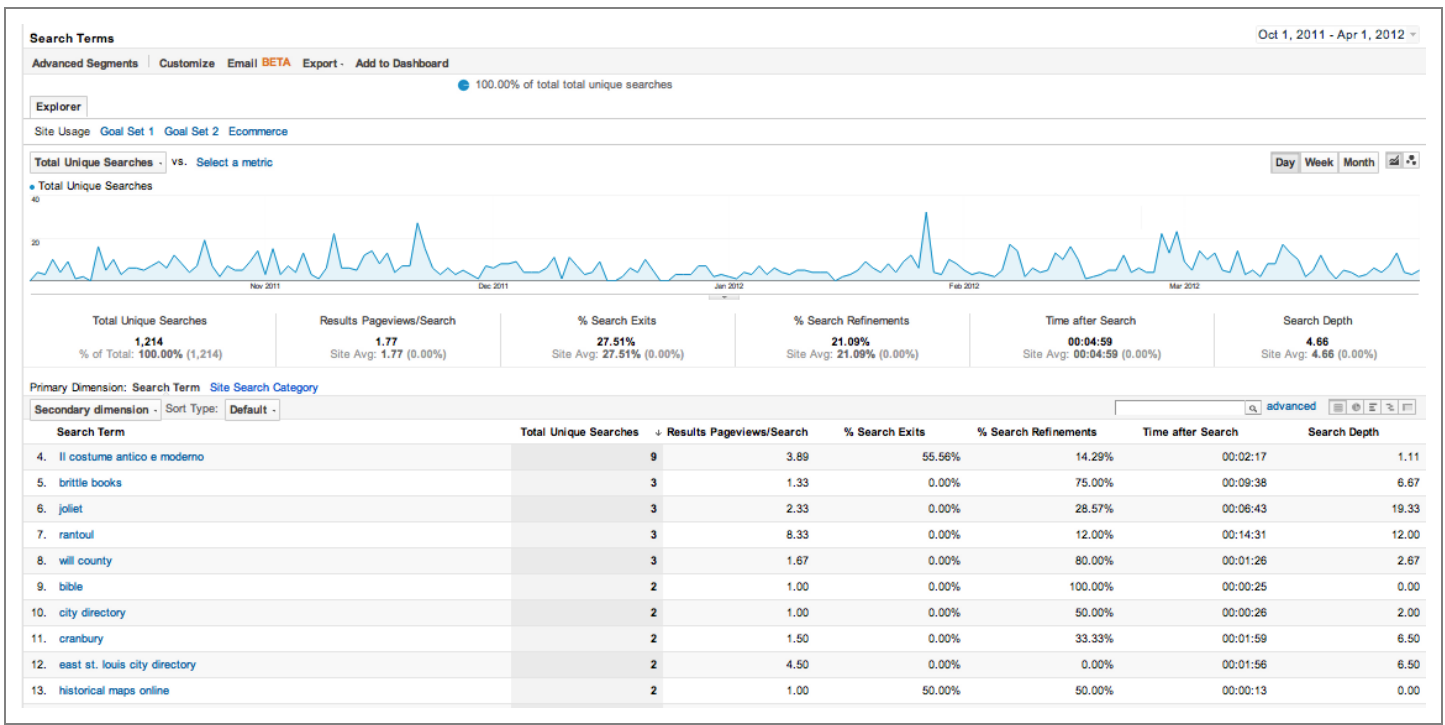 Search Terms
Oct 1, 2011 - Apr 1, 2012
Advanced Segments Customize Email BETA Export Add to Dashboard
100.00% of total total unique searches
Explorer
Site Usage Goal Set 1 Goal Set 2 Ecommerce
Total Unique Searches vs. Select a metric
Day Week Month
Total Unique Searches
40
20
Nov 2011 Dec 2011 Jan 2012 Feb 2012 Mar 2012
Total Unique Searches Results Pageviews/Search % Search Exits % Search Refinements Time after Search Search Depth
1,214 1.77 27.51% 21.09% 00:04:59 4.66
% of Total: 100.00% (1,214) Site Avg: 1.77 (0.00%) Site Avg: 27.51% (0.00%) Site Avg: 21.09% (0.00%) Site Avg: 00:04:59 (0.00%) Site Avg: 4.66 (0.00%)
Primary Dimension: Search Term Site Search Category
Secondary dimension Sort Type: Default advanced
Search Term Total Unique Searches ↓ Results Pageviews/Search % Search Exits % Search Refinements Time after Search Search Depth
4. Il costume antico e moderno 9 3.89 55.56% 14.29% 00:02:17 1.11
5. brittle books 3 1.33 0.00% 75.00% 00:09:38 6.67
6. joliet 3 2.33 0.00% 28.57% 00:06:43 19.33
7. rantoul 3 8.33 0.00% 12.00% 00:14:31 12.00
8. will county 3 1.67 0.00% 80.00% 00:01:26 2.67
9. bible 2 1.00 0.00% 100.00% 00:00:25 0.00
10. city directory 2 1.00 0.00% 50.00% 00:00:26 2.00
11. cranbury 2 1.50 0.00% 33.33% 00:01:59 6.50
12. east st. louis city directory 2 4.50 0.00% 0.00% 00:01:56 6.50
13. historical maps online 2 1.00 50.00% 50.00% 00:00:13 0.00